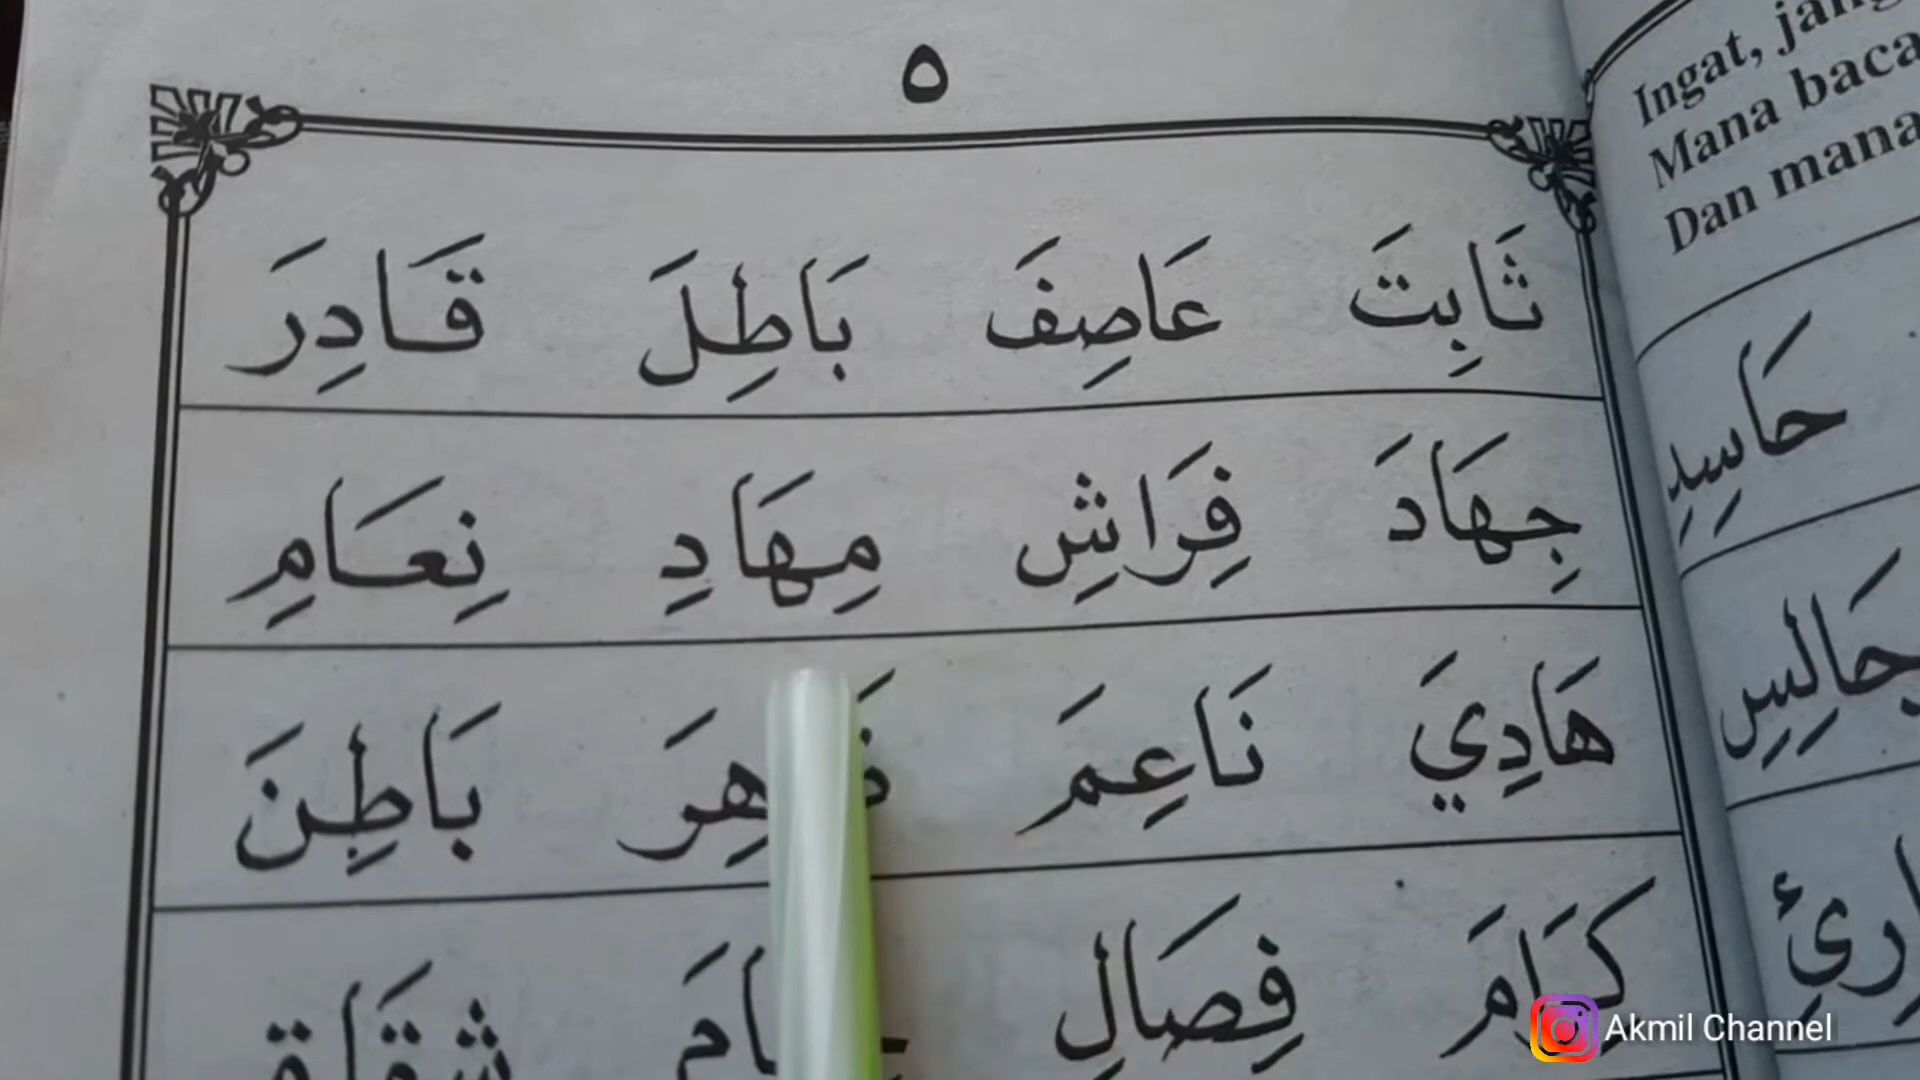 ٥
ثَابِتَ عَاصِفَ بَاطِلَ قَادِرَ
جِهَادَ فِرَاشِ مِهَادِ نِعَامِ
هَادِيَ نَاعِمَ بَاطِنَ
كِرَامَ فِصَالِ
Ingat,
Mana baca
Dan mana
حَاسِدِ
جَالِسِ
Akmil Channel